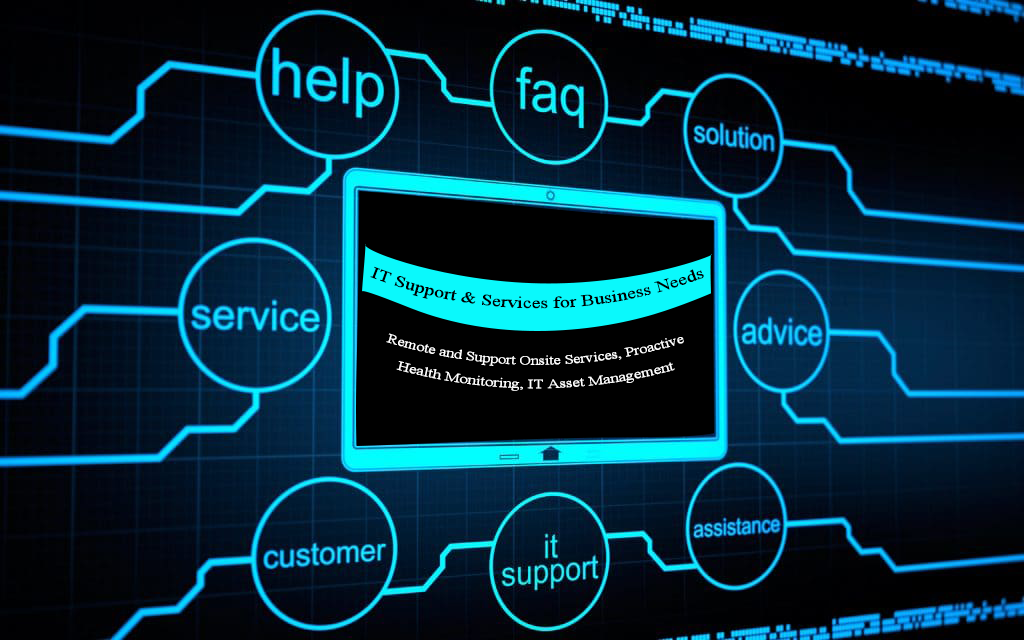 help
faq
solution
IT Support & Services for Business Needs
service
advice
Remote and Support Onsite Services, Proactive
Health Monitoring, IT Asset Management
customer
it
support
assistance